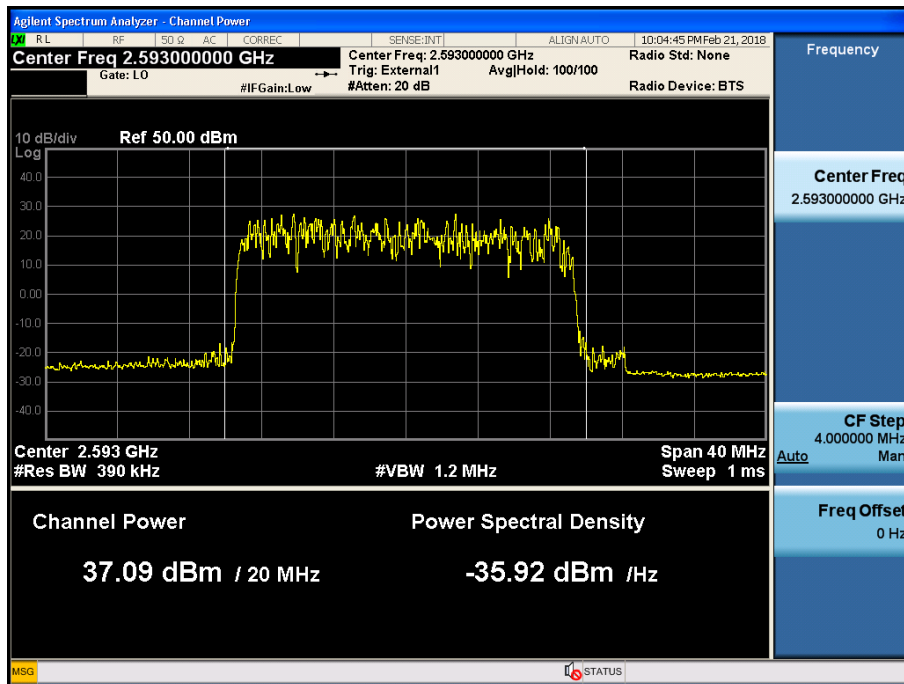 Agilent Spectrum Analyzer - Channel Power
LXI RL RF 50 Ω AC CORREC SENSE:INT ALIGN AUTO 10:04:45 PM Feb 21, 2018
Center Freq 2.593000000 GHz
Center Freq: 2.593000000 GHz
Radio Std: None
Gate: LO
Trig: External1 Avg|Hold: 100/100
#IFGain:Low
#Atten: 20 dB
Radio Device: BTS
10 dB/div Ref 50.00 dBm
Log
40.0
30.0
20.0
10.0
0.00
-10.0
-20.0
-30.0
-40.0
Center 2.593 GHz Span 40 MHz
#Res BW 390 kHz #VBW 1.2 MHz Sweep 1 ms
Channel Power
Power Spectral Density
37.09 dBm / 20 MHz
-35.92 dBm /Hz
Frequency
Center Freq
2.593000000 GHz
CF Step
4.000000 MHz
Auto Man
Freq Offset
0 Hz
MSG STATUS